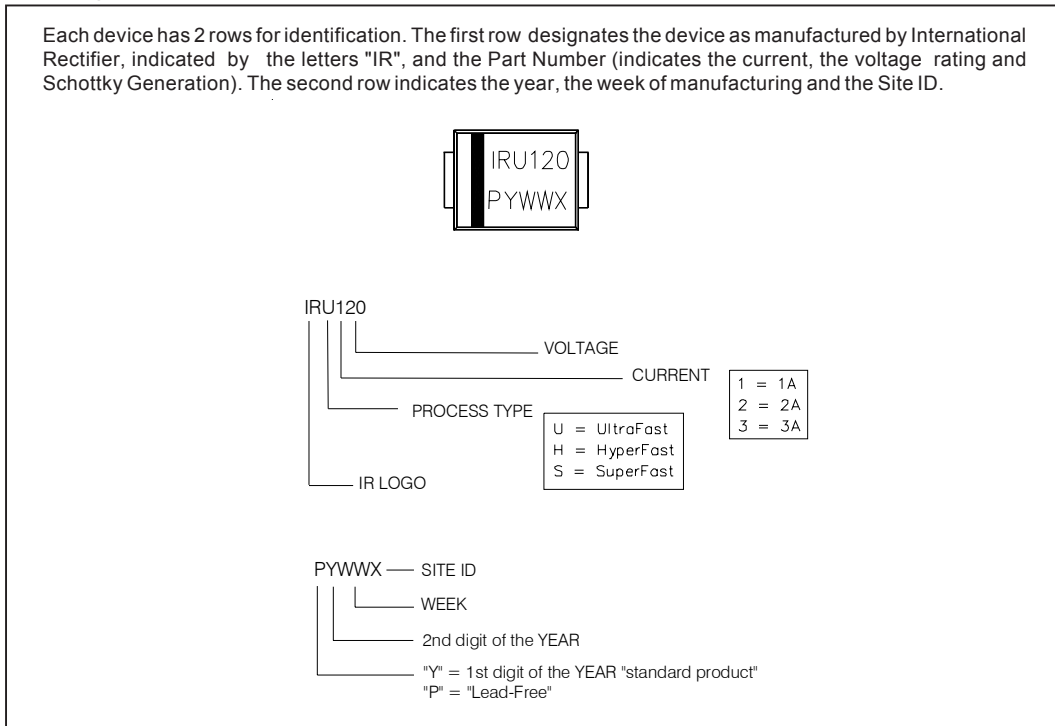 Each device has 2 rows for identification. The first row designates the device as manufactured by International
Rectifier, indicated by the letters "IR", and the Part Number (indicates the current, the voltage rating and
Schottky Generation). The second row indicates the year, the week of manufacturing and the Site ID.
IRU120
PYWWX
IRU120
VOLTAGE
CURRENT
1 = 1A
2 = 2A
3 = 3A
PROCESS TYPE
U = UltraFast
H = HyperFast
S = SuperFast
IR LOGO
PYWWX
SITE ID
WEEK
2nd digit of the YEAR
"Y" = 1st digit of the YEAR "standard product"
"P" = "Lead-Free"